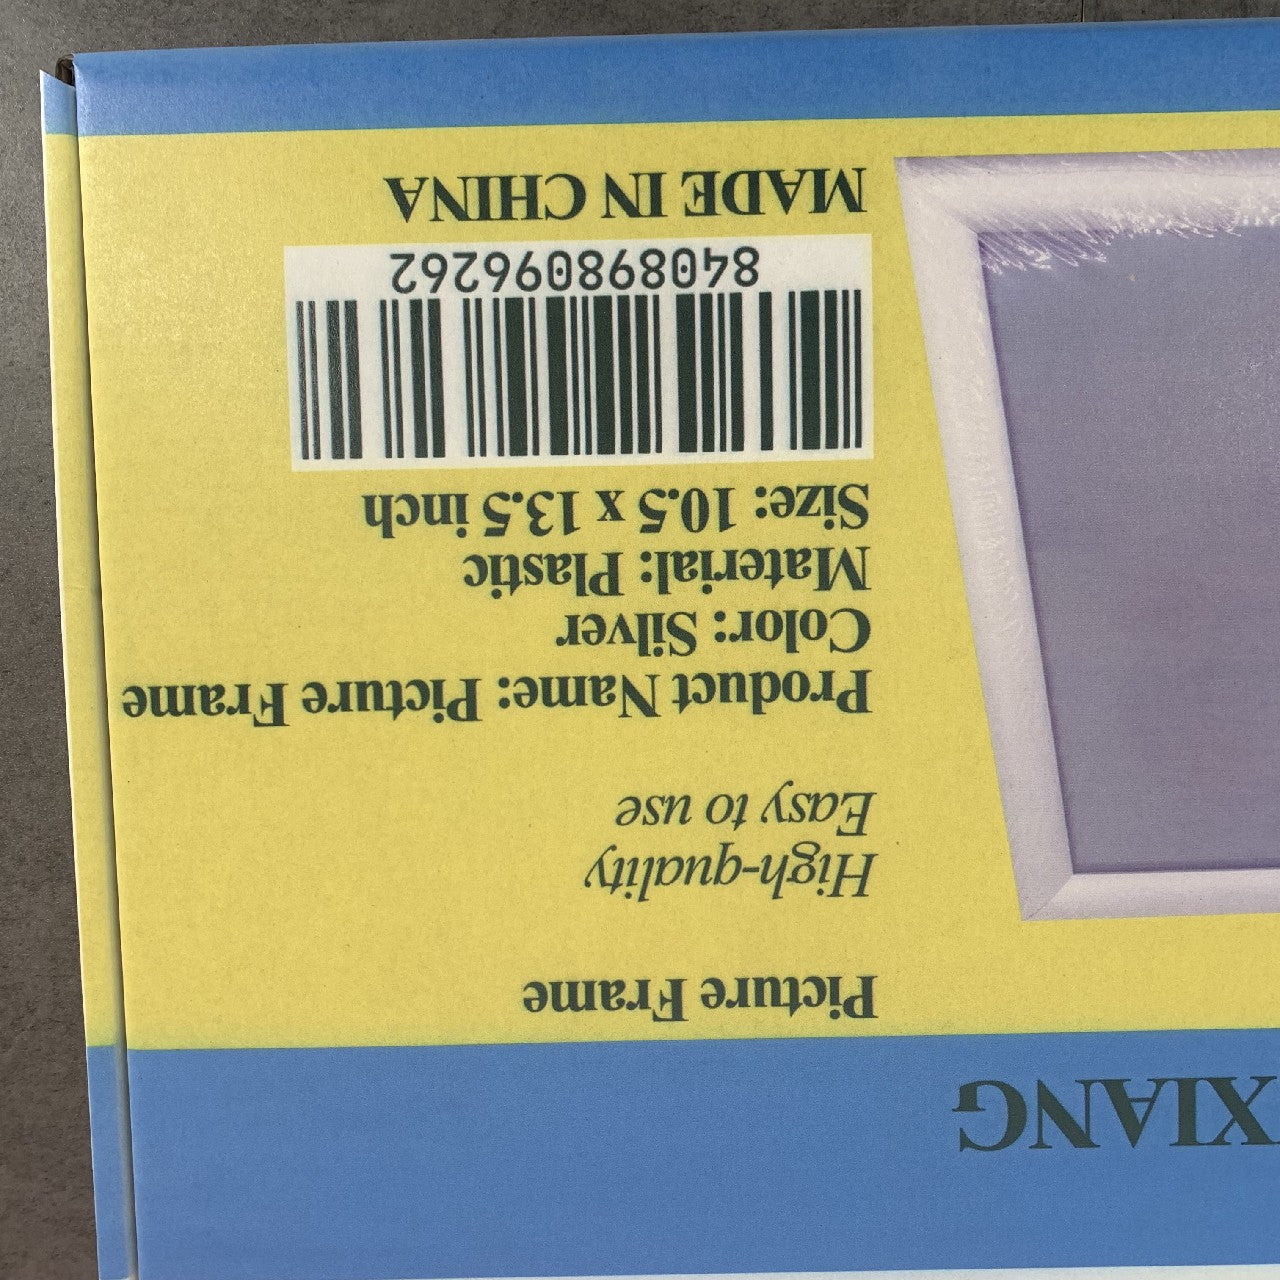 XIANG
Picture Frame
High-quality
Easy to use
Product Name: Picture Frame
Color: Silver
Material: Plastic
Size: 10.5 x 13.5 inch
840898096262
MADE IN CHINA